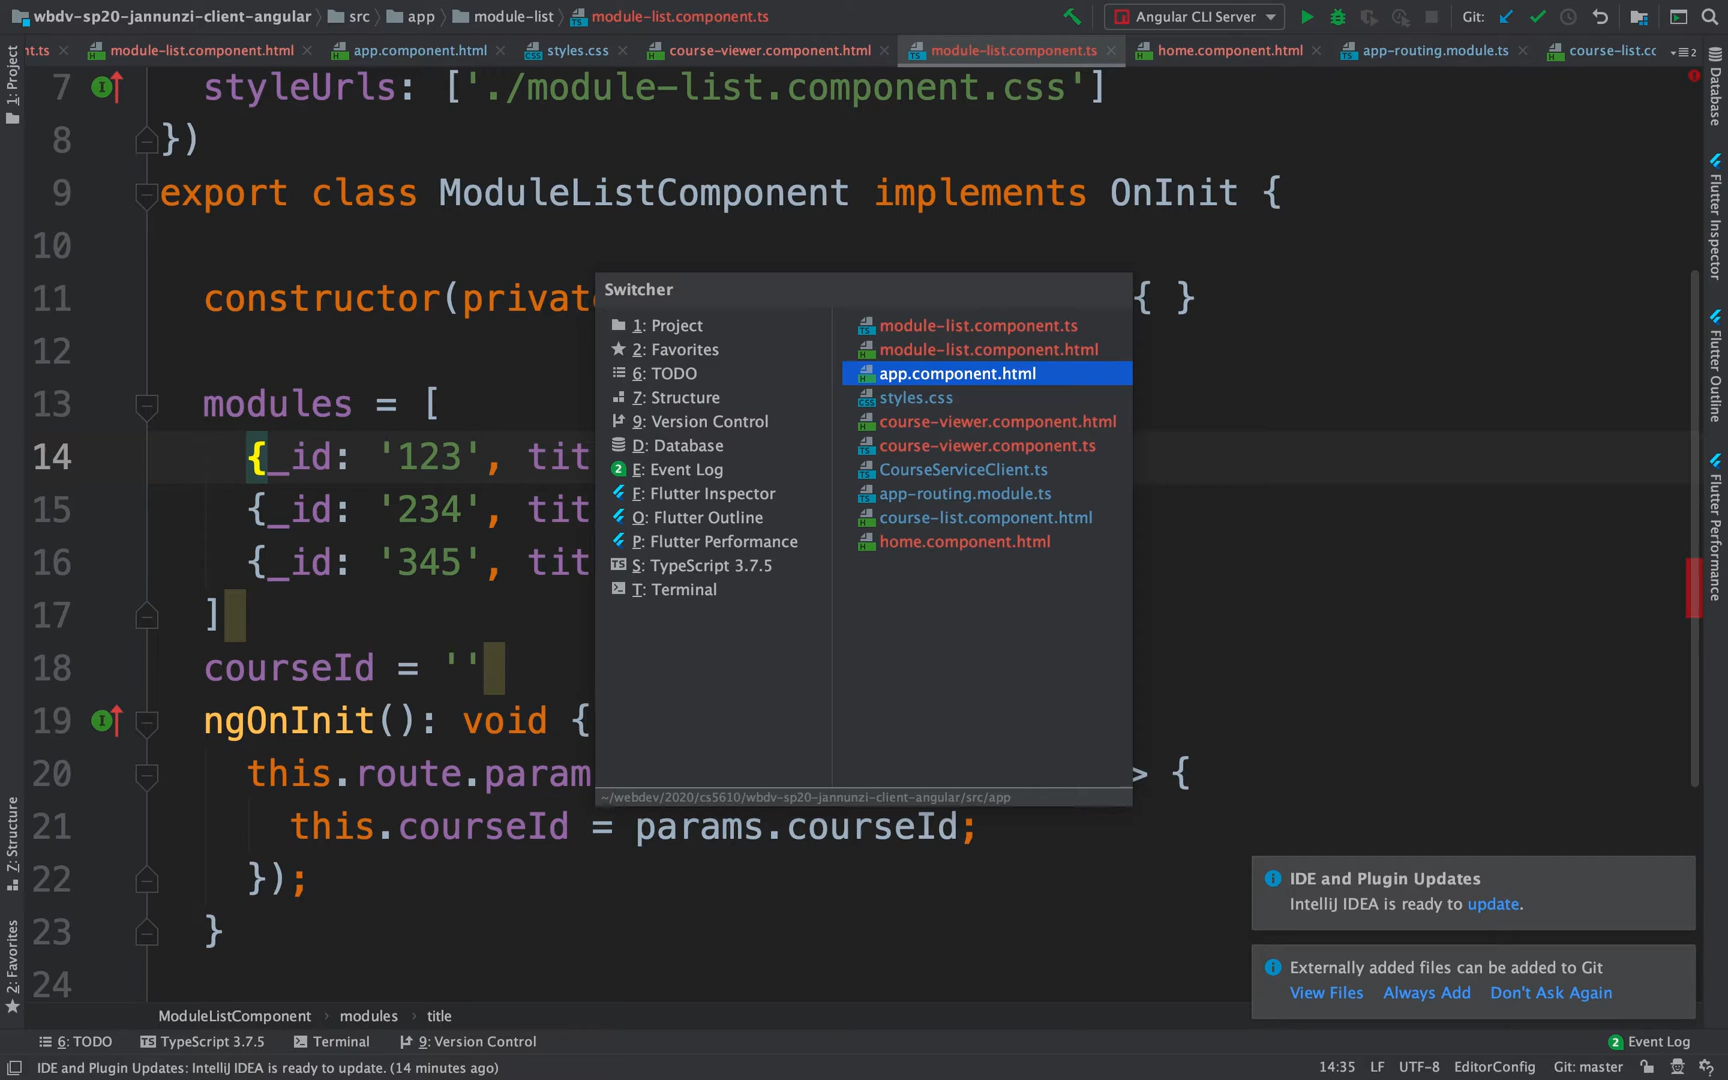 wbdv-sp20-jannunzi-client-angular › src › app › module-list › module-list.component.ts
Angular CLI Server
Git:
nt.ts
module-list.component.html
app.component.html
styles.css
course-viewer.component.html
module-list.component.ts
home.component.html
app-routing.module.ts
course-list.cc
2
1: Project
7: Structure
2: Favorites
7 styleUrls: ['./module-list.component.css']
8 })
9 export class ModuleListComponent implements OnInit {
10
11 constructor(private { }
12
13 modules = [
14 {_id: '123', tit
15 {_id: '234', tit
16 {_id: '345', tit
17 ]
18 courseId = ''
19 ngOnInit(): void {
20 this.route.param > {
21 this.courseId = params.courseId;
22 });
23 }
24
Switcher
1: Project
2: Favorites
6: TODO
7: Structure
9: Version Control
D: Database
2 E: Event Log
F: Flutter Inspector
O: Flutter Outline
P: Flutter Performance
S: TypeScript 3.7.5
T: Terminal
module-list.component.ts
module-list.component.html
app.component.html
styles.css
course-viewer.component.html
course-viewer.component.ts
CourseServiceClient.ts
app-routing.module.ts
course-list.component.html
home.component.html
~/webdev/2020/cs5610/wbdv-sp20-jannunzi-client-angular/src/app
Database
Flutter Inspector
Flutter Outline
Flutter Performance
IDE and Plugin Updates
IntelliJ IDEA is ready to update.
Externally added files can be added to Git
View Files Always Add Don't Ask Again
ModuleListComponent › modules › title
6: TODO TypeScript 3.7.5 Terminal 9: Version Control 2 Event Log
IDE and Plugin Updates: IntelliJ IDEA is ready to update. (14 minutes ago) 14:35 LF UTF-8 EditorConfig Git: master